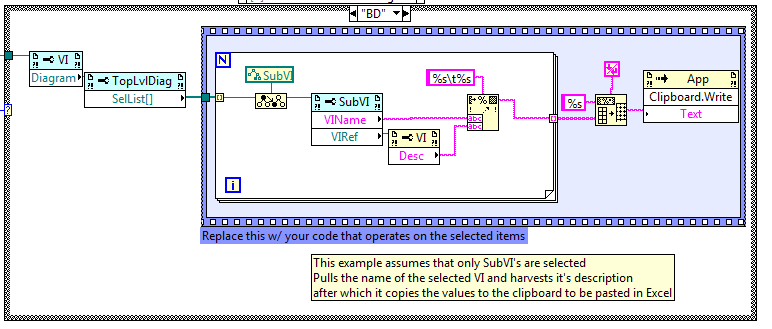 "BD"
VI
Diagram
TopLvlDiag
SelList[]
N
SubVI
SubVI
VIName
VIRef
VI
Desc
%s\t%s
abc
abc
i
%s
App
Clipboard.Write
Text
?
Replace this w/ your code that operates on the selected items
This example assumes that only SubVI's are selected
Pulls the name of the selected VI and harvests it's description
after which it copies the values to the clipboard to be pasted in Excel